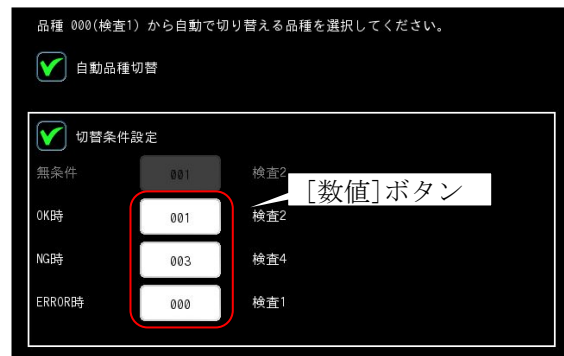 品種 000(検査1) から自動で切り替える品種を選択してください。
自動品種切替
切替条件設定
無条件 001 検査2
[数値]ボタン
OK時 001 検査2
NG時 003 検査4
ERROR時 000 検査1